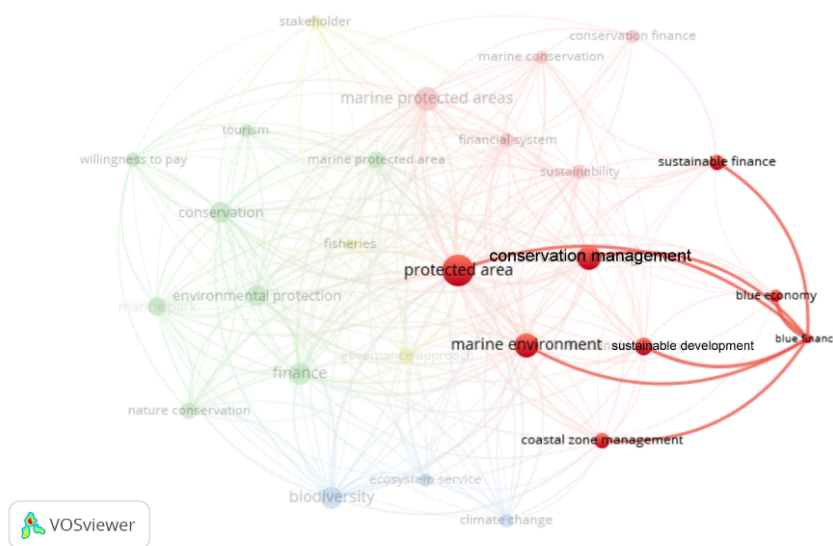 stakeholder
conservation finance
marine conservation
marine protected areas
tourism
financial system
willingness to pay
marine protected area
sustainable finance
sustainability
conservation
fisheries
conservation management
protected area
environmental protection
blue economy
marine park
blue financ
marine environment
sustainable development
governance approach
finance
nature conservation
coastal zone management
ecosystem service
biodiversity
climate change
VOSviewer